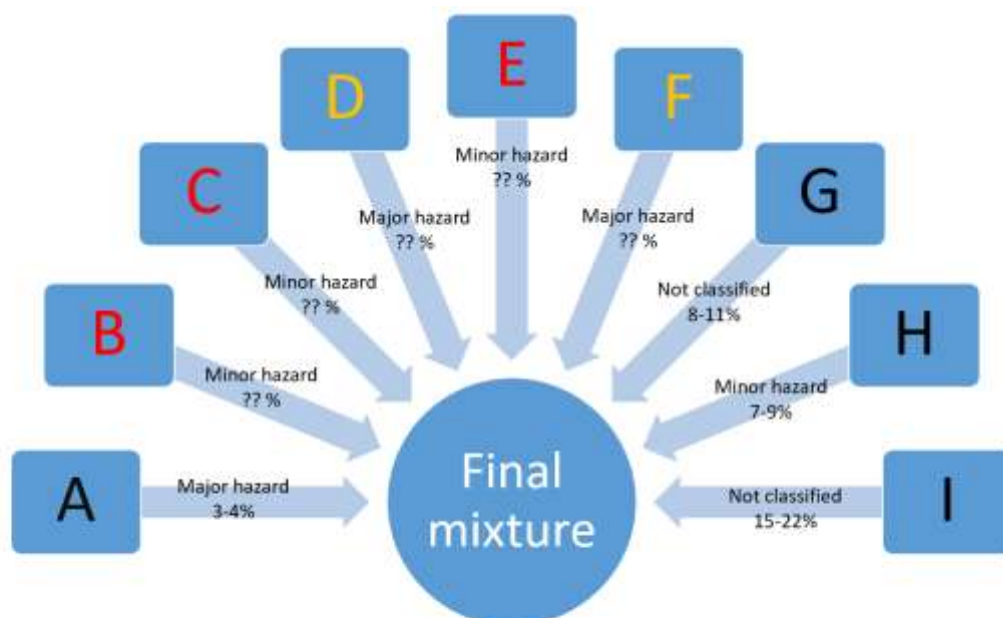 E
D
F
C
G
B
H
A
I
Minor hazard
?? %
Major hazard
?? %
Major hazard
?? %
Minor hazard
?? %
Not classified
8-11%
Minor hazard
?? %
Minor hazard
7-9%
Major hazard
3-4%
Not classified
15-22%
Final
mixture